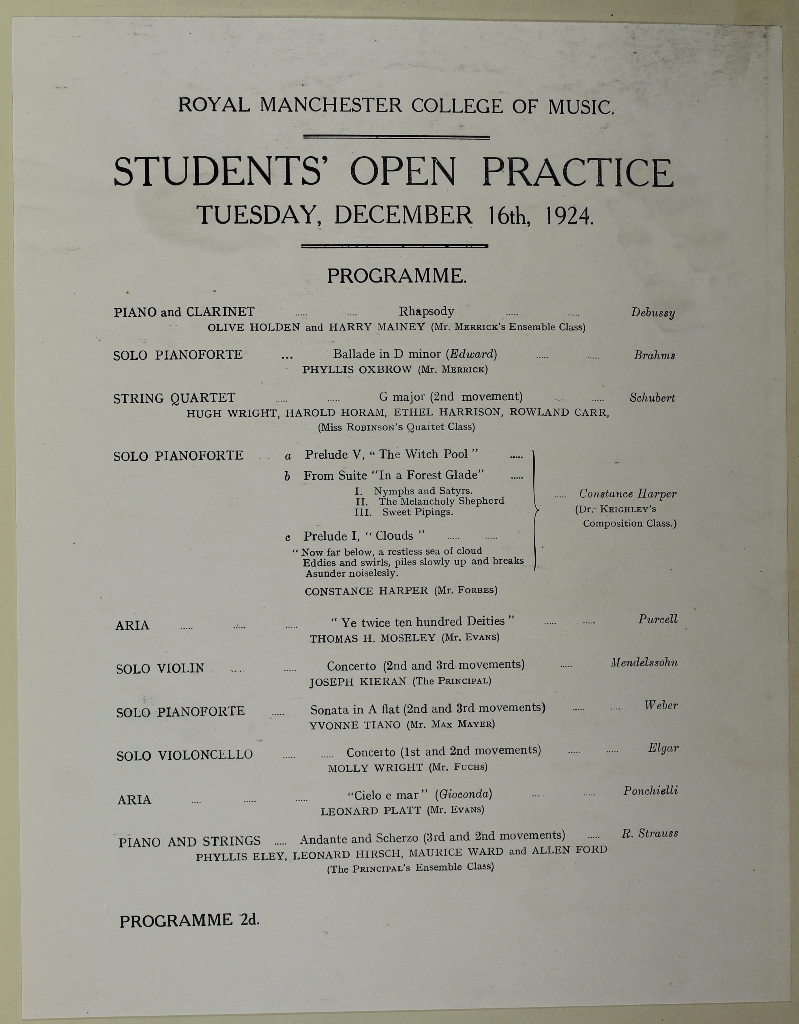 ROYAL MANCHESTER COLLEGE OF MUSIC.
STUDENTS' OPEN PRACTICE
TUESDAY, DECEMBER 16th, 1924.
PROGRAMME.
PIANO and CLARINET ..... .... Rhapsody ..... ..... Debussy
OLIVE HOLDEN and HARRY MAINEY (Mr. MERRICK's Ensemble Class)
SOLO PIANOFORTE ... Ballade in D minor (Edward) ..... ..... Brahms
PHYLLIS OXBROW (Mr. MERRICK)
STRING QUARTET ..... ..... G major (2nd movement) ... ..... Schubert
HUGH WRIGHT, HAROLD HORAM, ETHEL HARRISON, ROWLAND CARR,
(Miss ROBINSON's Quartet Class)
SOLO PIANOFORTE . .. a Prelude V, "The Witch Pool" .....
b From Suite "In a Forest Glade" .....
I. Nymphs and Satyrs.
II. The Melancholy Shepherd
III. Sweet Pipings.
..... Constance Harper
(Dr. KEIGHLEY's
Composition Class.)
c Prelude I, "Clouds" ..... .....
"Now far below, a restless sea of cloud
Eddies and swirls, piles slowly up and breaks
Asunder noiselesly.
CONSTANCE HARPER (Mr. FORBES)
ARIA ..... ..... ..... "Ye twice ten hundred Deities" ..... ..... Purcell
THOMAS H. MOSELEY (Mr. EVANS)
SOLO VIOLIN ..... ..... Concerto (2nd and 3rd movements) ..... Mendelssohn
JOSEPH KIERAN (The PRINCIPAL)
SOLO PIANOFORTE ..... Sonata in A flat (2nd and 3rd movements) ..... .... Weber
YVONNE TIANO (Mr. MAX MAYER)
SOLO VIOLONCELLO ..... ..... Concerto (1st and 2nd movements) ..... ..... Elgar
MOLLY WRIGHT (Mr. FUCHS)
ARIA .... ..... ..... "Cielo e mar" (Gioconda) ... ..... Ponchielli
LEONARD PLATT (Mr. EVANS)
PIANO AND STRINGS ..... Andante and Scherzo (3rd and 2nd movements) ..... R. Strauss
PHYLLIS ELEY, LEONARD HIRSCH, MAURICE WARD and ALLEN FORD
(The PRINCIPAL's Ensemble Class)
PROGRAMME 2d.